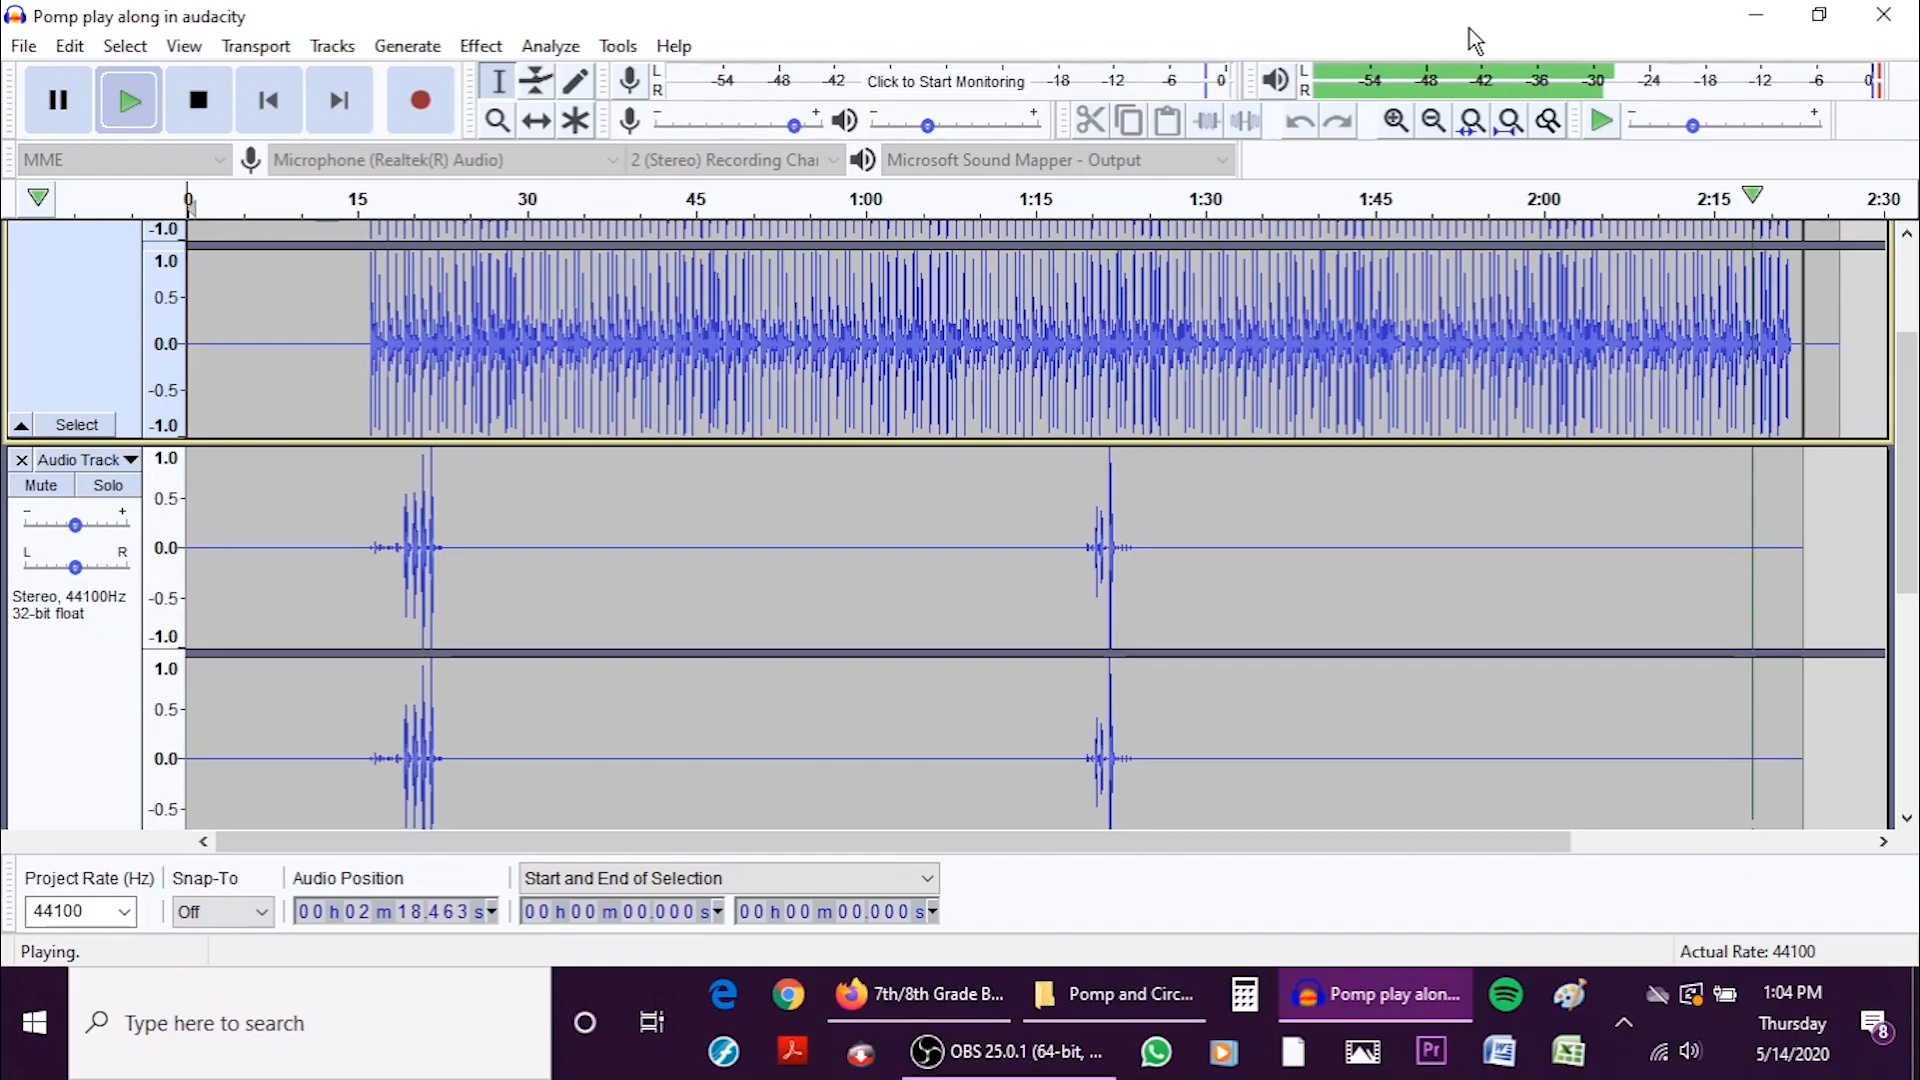 Pomp play along in audacity
File Edit Select View Transport Tracks Generate Effect Analyze Tools Help
L -54 -48 -42 Click to Start Monitoring -18 -12 -6 0 L -54 -48 -42 -36 -30 -24 -18 -12 -6 0
R R
- + - + - +
MME Microphone (Realtek(R) Audio) 2 (Stereo) Recording Chai Microsoft Sound Mapper - Output
0 15 30 45 1:00 1:15 1:30 1:45 2:00 2:15 2:30
-1.0
1.0
0.5-
0.0-
-0.5-
Select -1.0
X Audio Track 1.0
Mute Solo 0.5-
- +
L R 0.0-
Stereo, 44100Hz -0.5-
32-bit float
-1.0
1.0
0.5-
0.0-
-0.5-
Project Rate (Hz) Snap-To Audio Position Start and End of Selection
44100 Off 00 h 02 m 18.463 s 00 h 00 m 00.000 s 00 h 00 m 00.000 s
Playing. Actual Rate: 44100
7th/8th Grade B... Pomp and Circ... Pomp play alon... 1:04 PM
Type here to search Thursday 8
OBS 25.0.1 (64-bit, ... Pr 5/14/2020